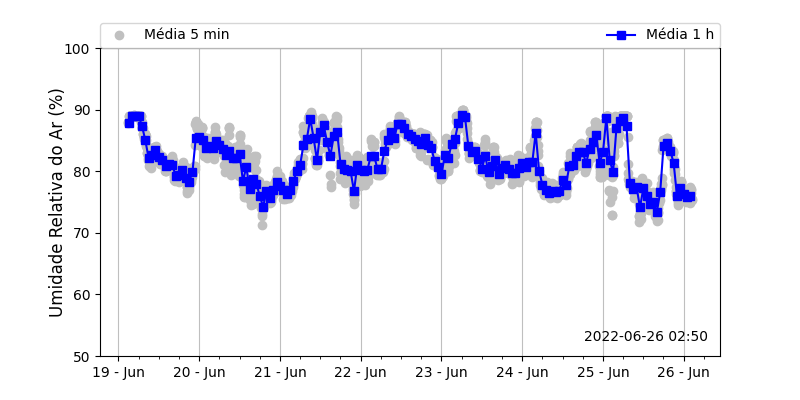 Média 5 min
Média 1 h
Umidade Relativa do Ar (%)
100
90
80
70
60
50
2022-06-26 02:50
19 - Jun
20 - Jun
21 - Jun
22 - Jun
23 - Jun
24 - Jun
25 - Jun
26 - Jun